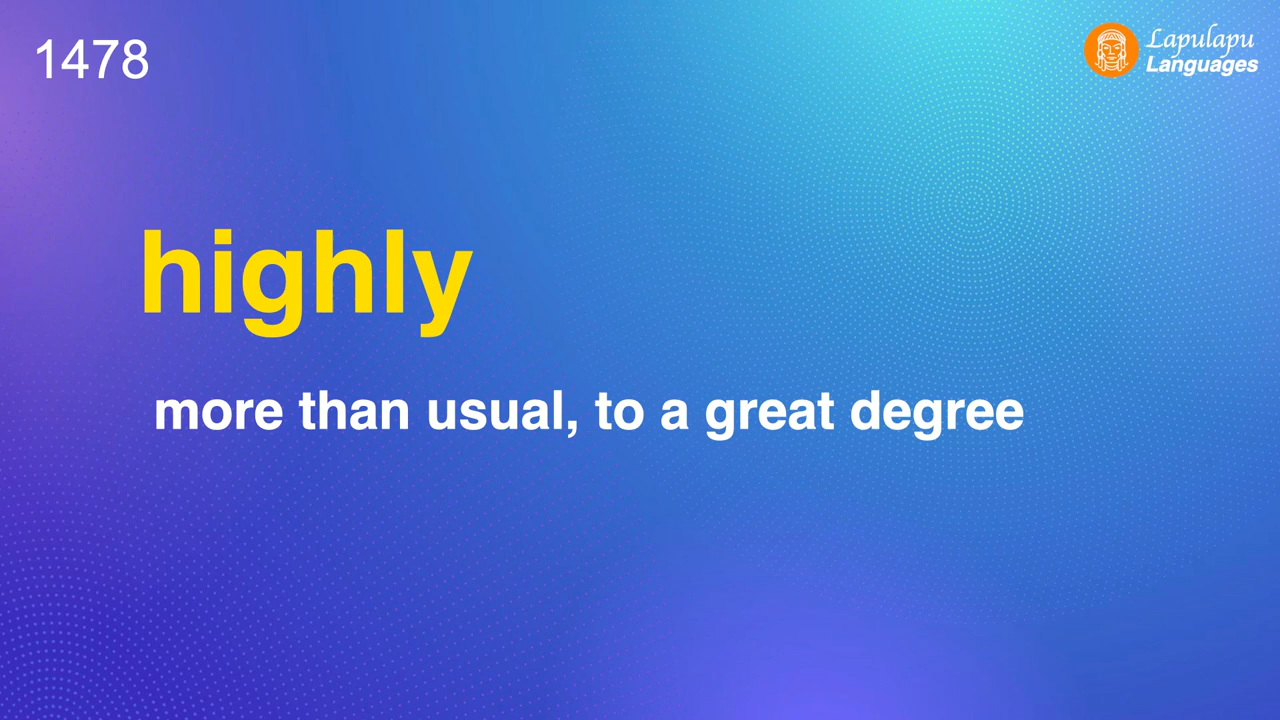 1478
Lapulapu
Languages
highly
more than usual, to a great degree